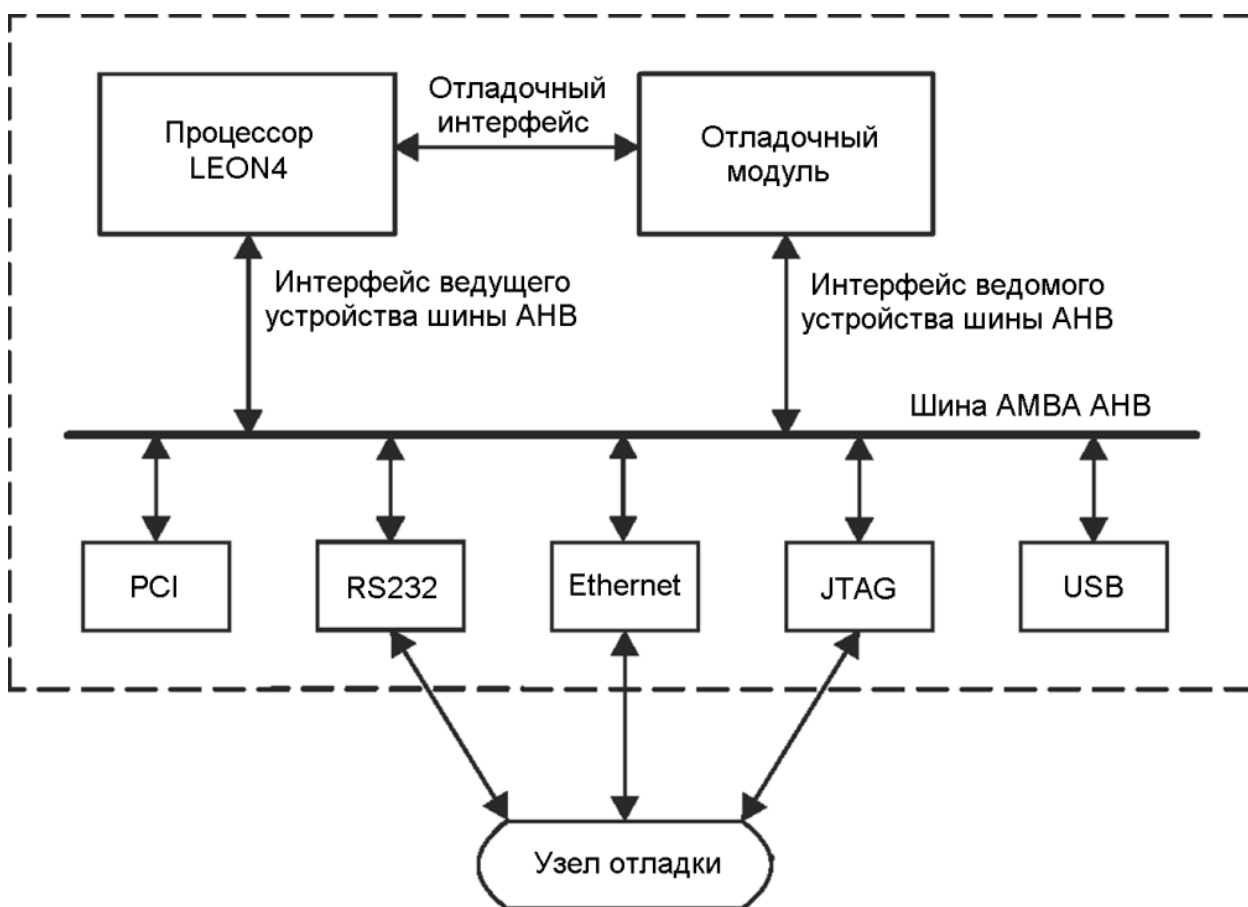 Процессор
LEON4
Отладочный
интерфейс
Отладочный
модуль
Интерфейс ведущего
устройства шины AHB
Интерфейс ведомого
устройства шины AHB
Шина AMBA AHB
PCI
RS232
Ethernet
JTAG
USB
Узел отладки